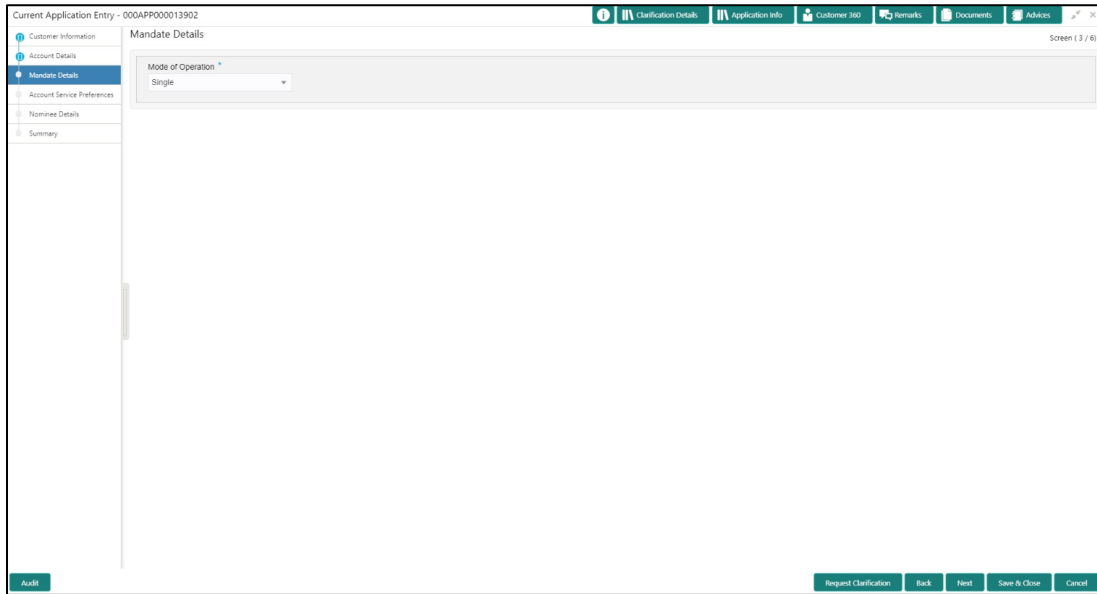 Current Application Entry - 000APP000013902
Clarification Details
Application Info
Customer 360
Remarks
Documents
Advices
Customer Information
Account Details
Mandate Details
Account Service Preferences
Nominee Details
Summary
Mandate Details
Screen ( 3 / 6)
Mode of Operation *
Single
Audit
Request Clarification
Back
Next
Save & Close
Cancel